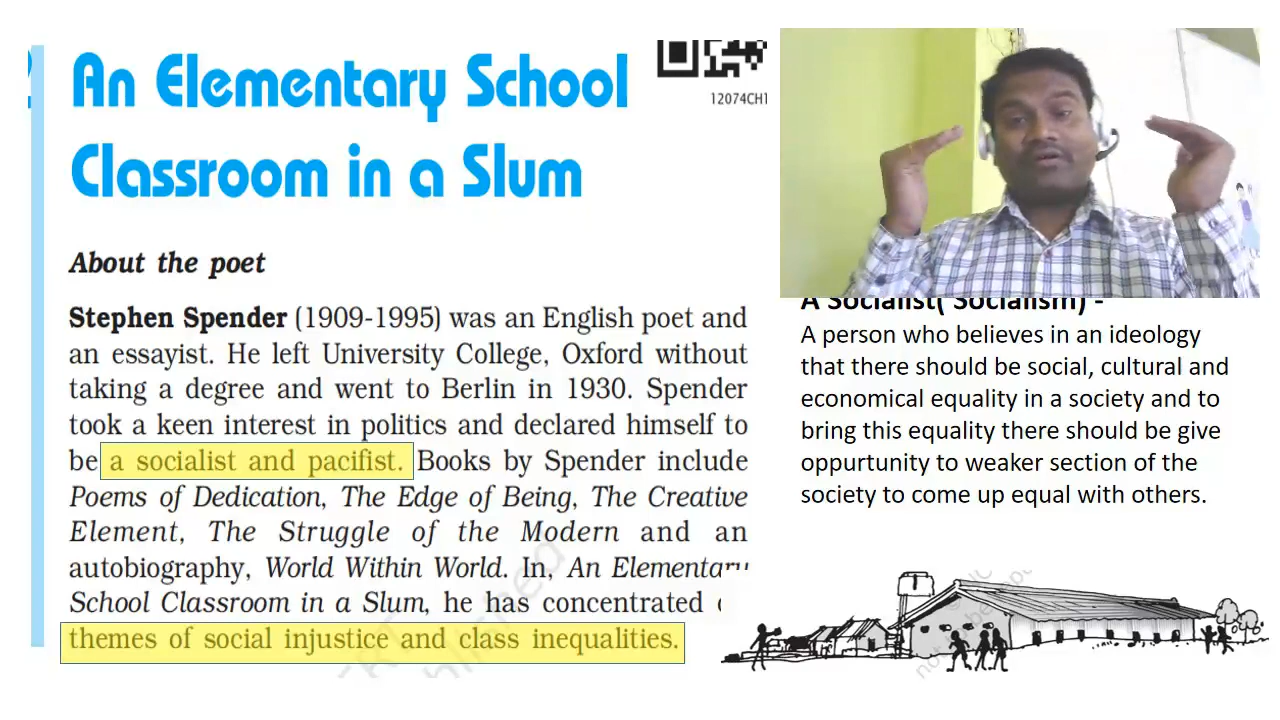 An Elementary School
Classroom in a Slum
12074CH1
About the poet
Stephen Spender (1909-1995) was an English poet and
an essayist. He left University College, Oxford without
taking a degree and went to Berlin in 1930. Spender
took a keen interest in politics and declared himself to
be a socialist and pacifist. Books by Spender include
Poems of Dedication, The Edge of Being, The Creative
Element, The Struggle of the Modern and an
autobiography, World Within World. In, An Elementary
School Classroom in a Slum, he has concentrated
themes of social injustice and class inequalities.
A Socialist( Socialism) -
A person who believes in an ideology
that there should be social, cultural and
economical equality in a society and to
bring this equality there should be give
oppurtunity to weaker section of the
society to come up equal with others.